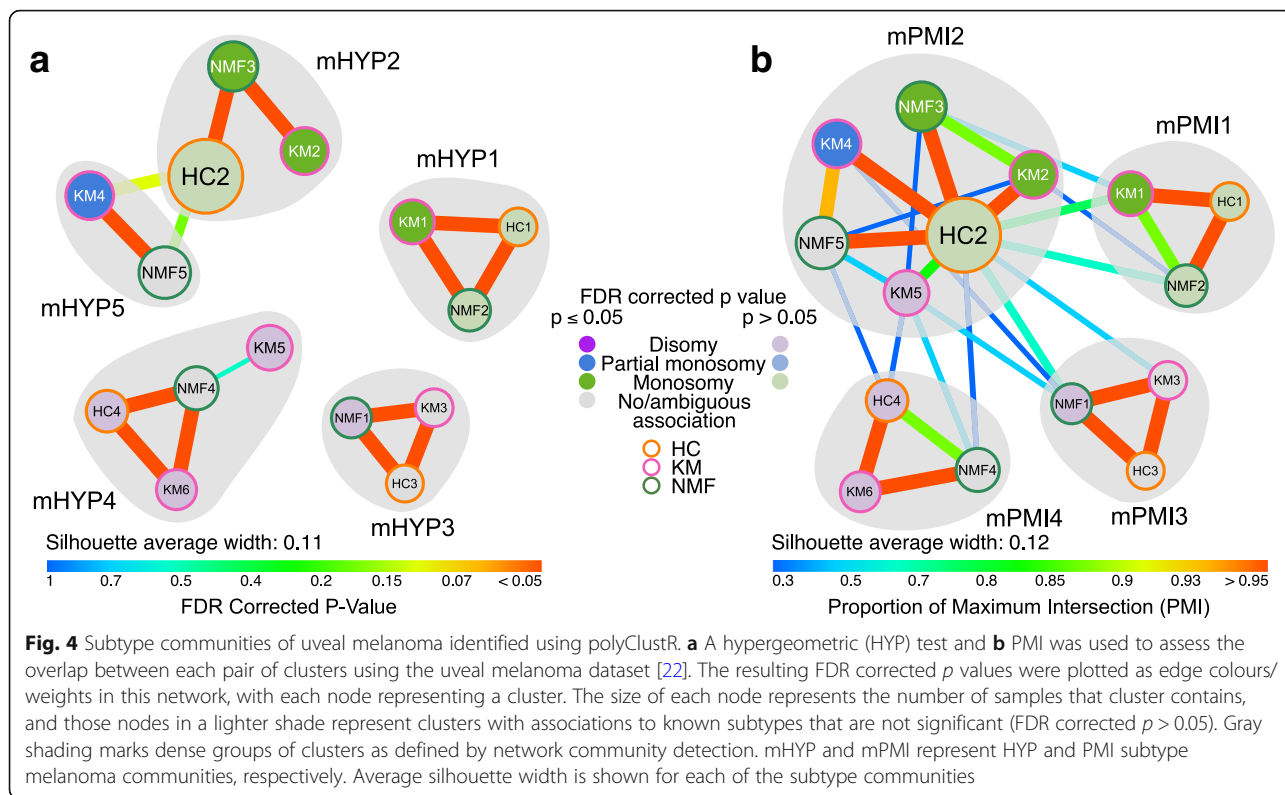 a
mHYP2
NMF3
KM2
HC2
KM4
NMF5
mHYP5
mHYP1
KM1
HC1
NMF2
KM5
NMF4
HC4
KM6
mHYP4
NMF1
KM3
HC3
mHYP3
Silhouette average width: 0.11
1 0.7 0.5 0.4 0.2 0.15 0.07 < 0.05
FDR Corrected P-Value
FDR corrected p value
p ≤ 0.05 p > 0.05
Disomy
Partial monosomy
Monosomy
No/ambiguous
association
HC
KM
NMF
b
mPMI2
NMF3
KM4
KM2
HC2
NMF5
KM5
mPMI1
KM1
HC1
NMF2
HC4
NMF4
KM6
mPMI4
KM3
NMF1
HC3
mPMI3
Silhouette average width: 0.12
0.3 0.5 0.7 0.8 0.85 0.9 0.93 > 0.95
Proportion of Maximum Intersection (PMI)
Fig. 4 Subtype communities of uveal melanoma identified using polyClustR. a A hypergeometric (HYP) test and b PMI was used to assess the
overlap between each pair of clusters using the uveal melanoma dataset [22]. The resulting FDR corrected p values were plotted as edge colours/
weights in this network, with each node representing a cluster. The size of each node represents the number of samples that cluster contains,
and those nodes in a lighter shade represent clusters with associations to known subtypes that are not significant (FDR corrected p > 0.05). Gray
shading marks dense groups of clusters as defined by network community detection. mHYP and mPMI represent HYP and PMI subtype
melanoma communities, respectively. Average silhouette width is shown for each of the subtype communities